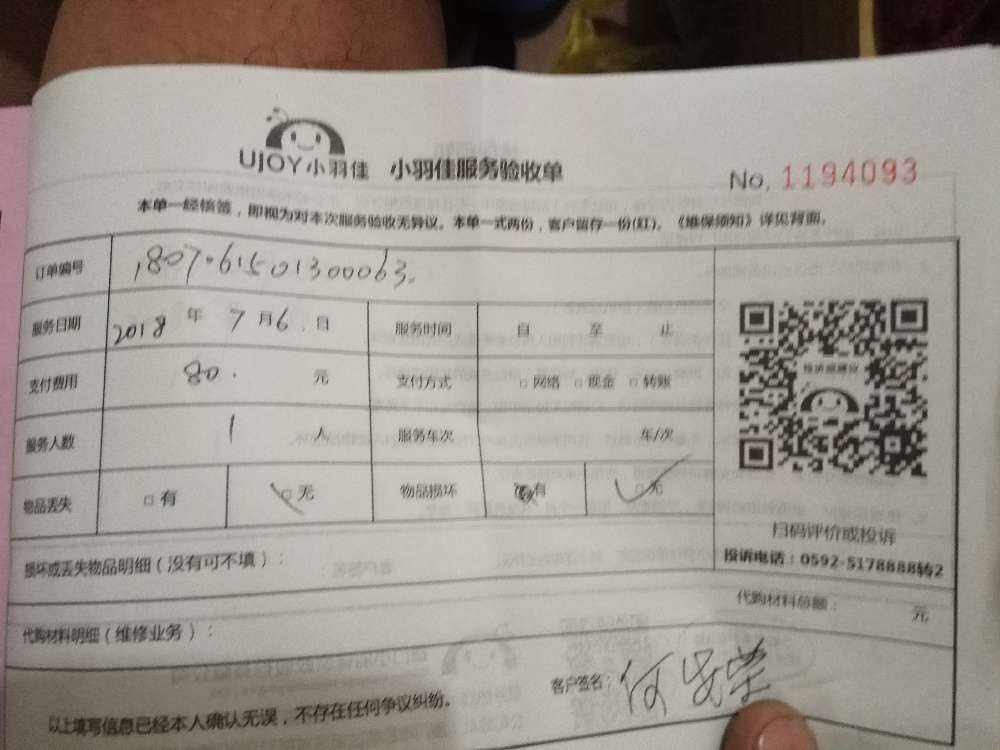 UJOY小羽佳 小羽佳服务验收单 No. 1194093
本单一经信签，即视为对本次服务验收无异议。本单一式两份，客户留存一份(红)。《维保须知》详见背面。
订单编号 180706150130063.
服务日期 2018 年 7 月 6 日 服务时间 自 至 止
支付费用 80. 元 支付方式 □ 网络 □ 现金 □ 转账
服务人数 1 人 服务车次 车/次
物品丢失 □ 有 □ 无 物品损坏 有 □ 无
扫码评价或投诉
投诉电话：0592-5178888转2
损坏或丢失物品明细（没有可不填）：
代购材料总额： 元
代购材料明细（维修业务）：
以上填写信息已经本人确认无误，不存在任何争议纠纷。 客户签名：何安荣